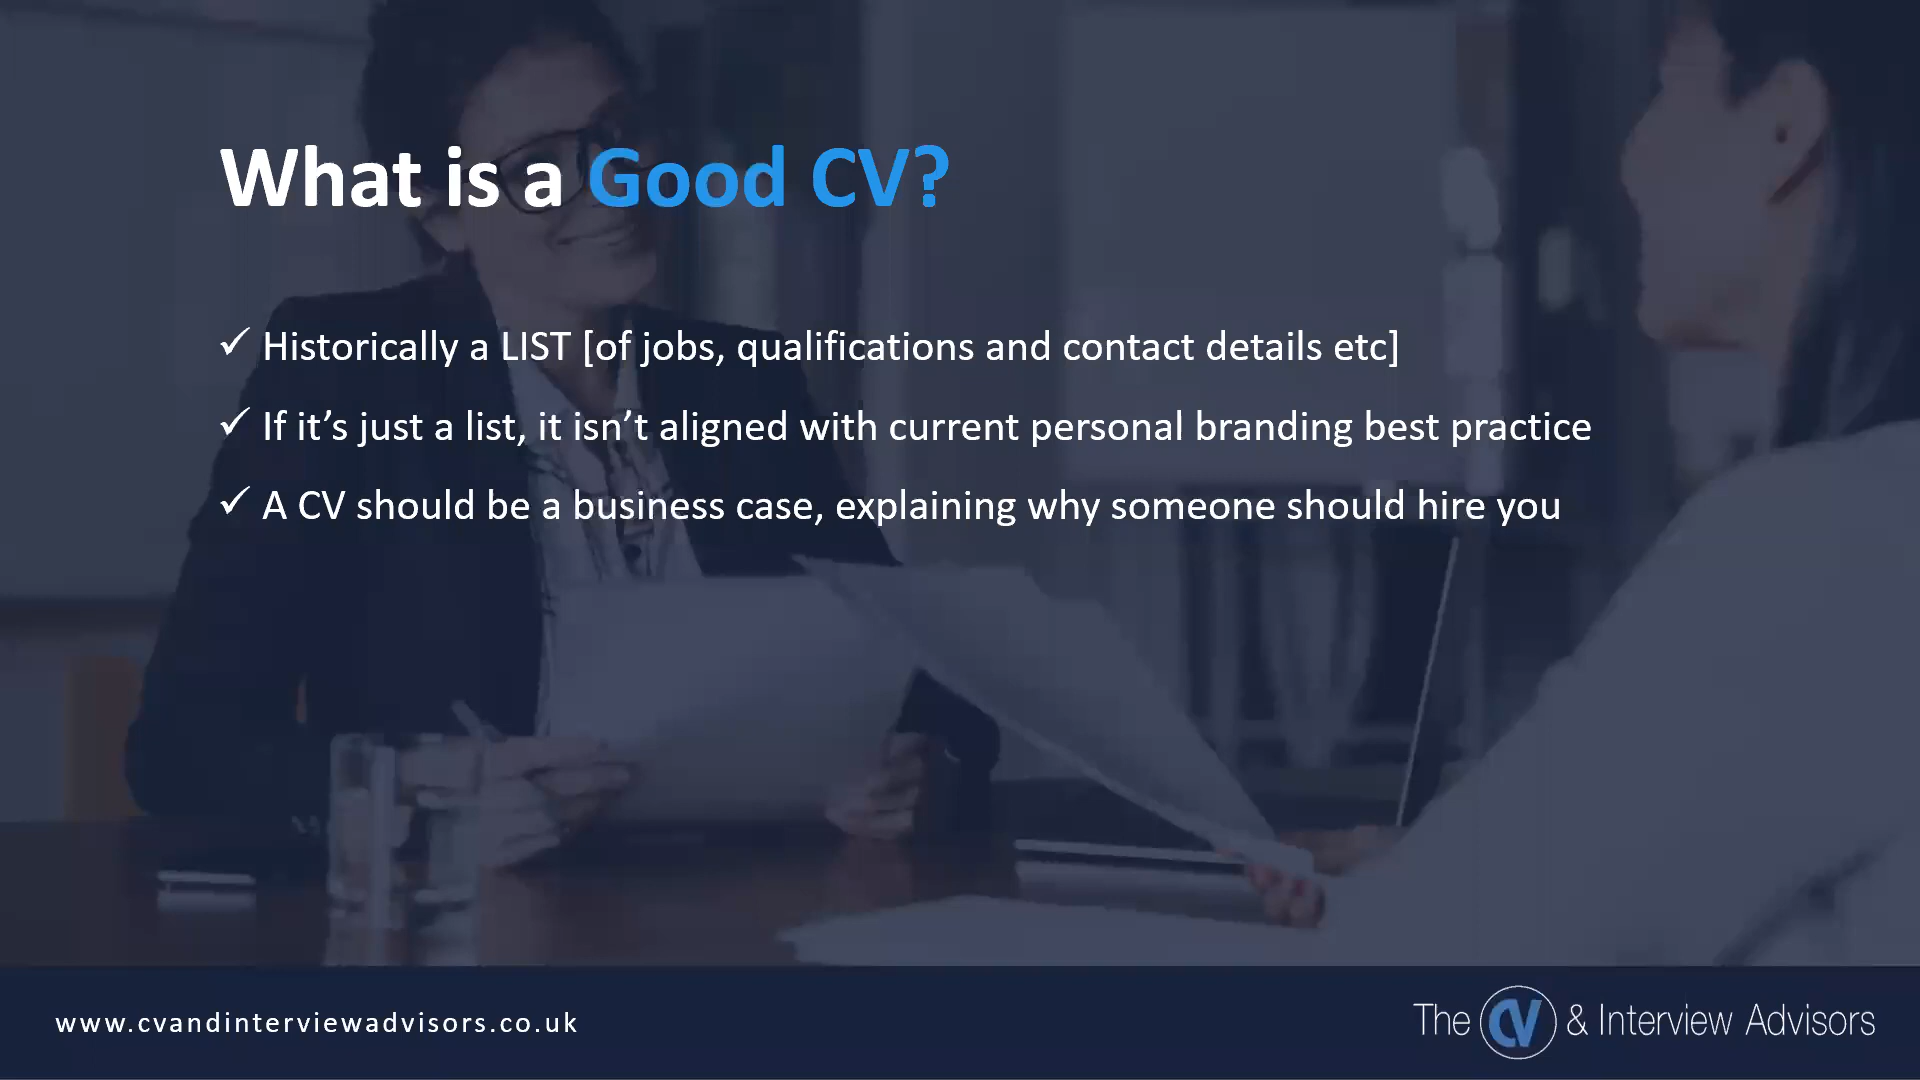 What is a Good CV?
✓ Historically a LIST [of jobs, qualifications and contact details etc]
✓ If it’s just a list, it isn’t aligned with current personal branding best practice
✓ A CV should be a business case, explaining why someone should hire you
www.cvandinterviewadvisors.co.uk
The CV & Interview Advisors